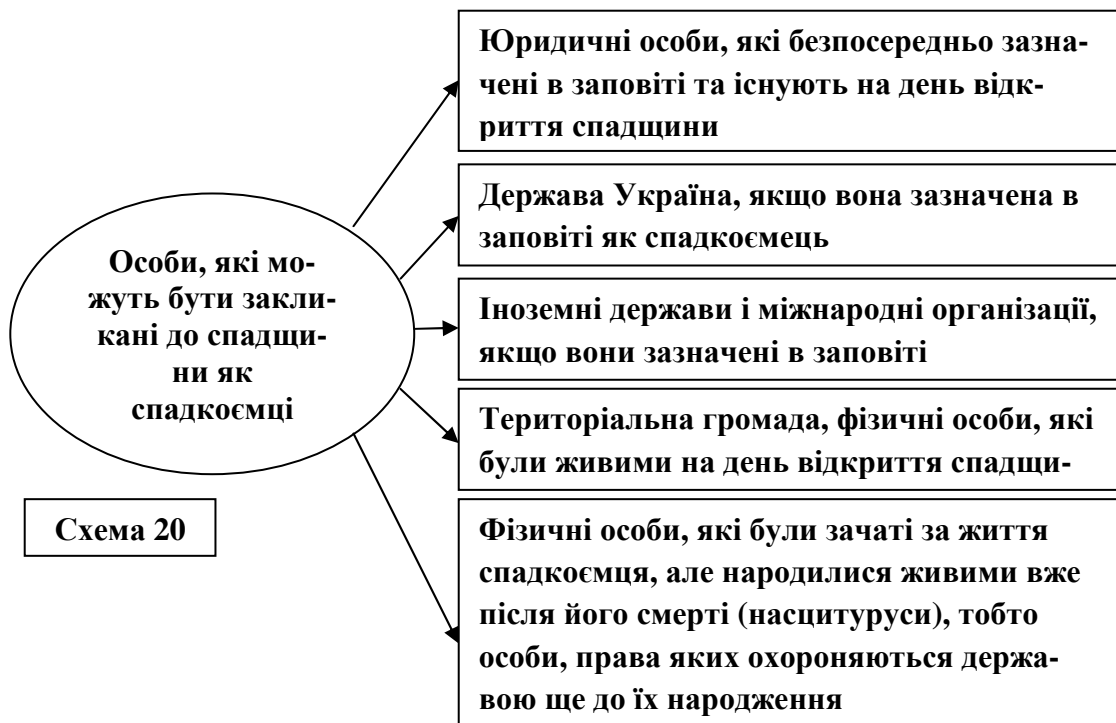 Юридичні особи, які безпосередньо зазна-
чені в заповіті та існують на день відк-
риття спадщини
Держава Україна, якщо вона зазначена в
заповіті як спадкоємець
Особи, які мо-
жуть бути закли-
кані до спадщи-
ни як
спадкоємці
Іноземні держави і міжнародні організації,
якщо вони зазначені в заповіті
Територіальна громада, фізичні особи, які
були живими на день відкриття спадщи-
Схема 20
Фізичні особи, які були зачаті за життя
спадкоємця, але народилися живими вже
після його смерті (насцитуруси), тобто
особи, права яких охороняються держа-
вою ще до їх народження